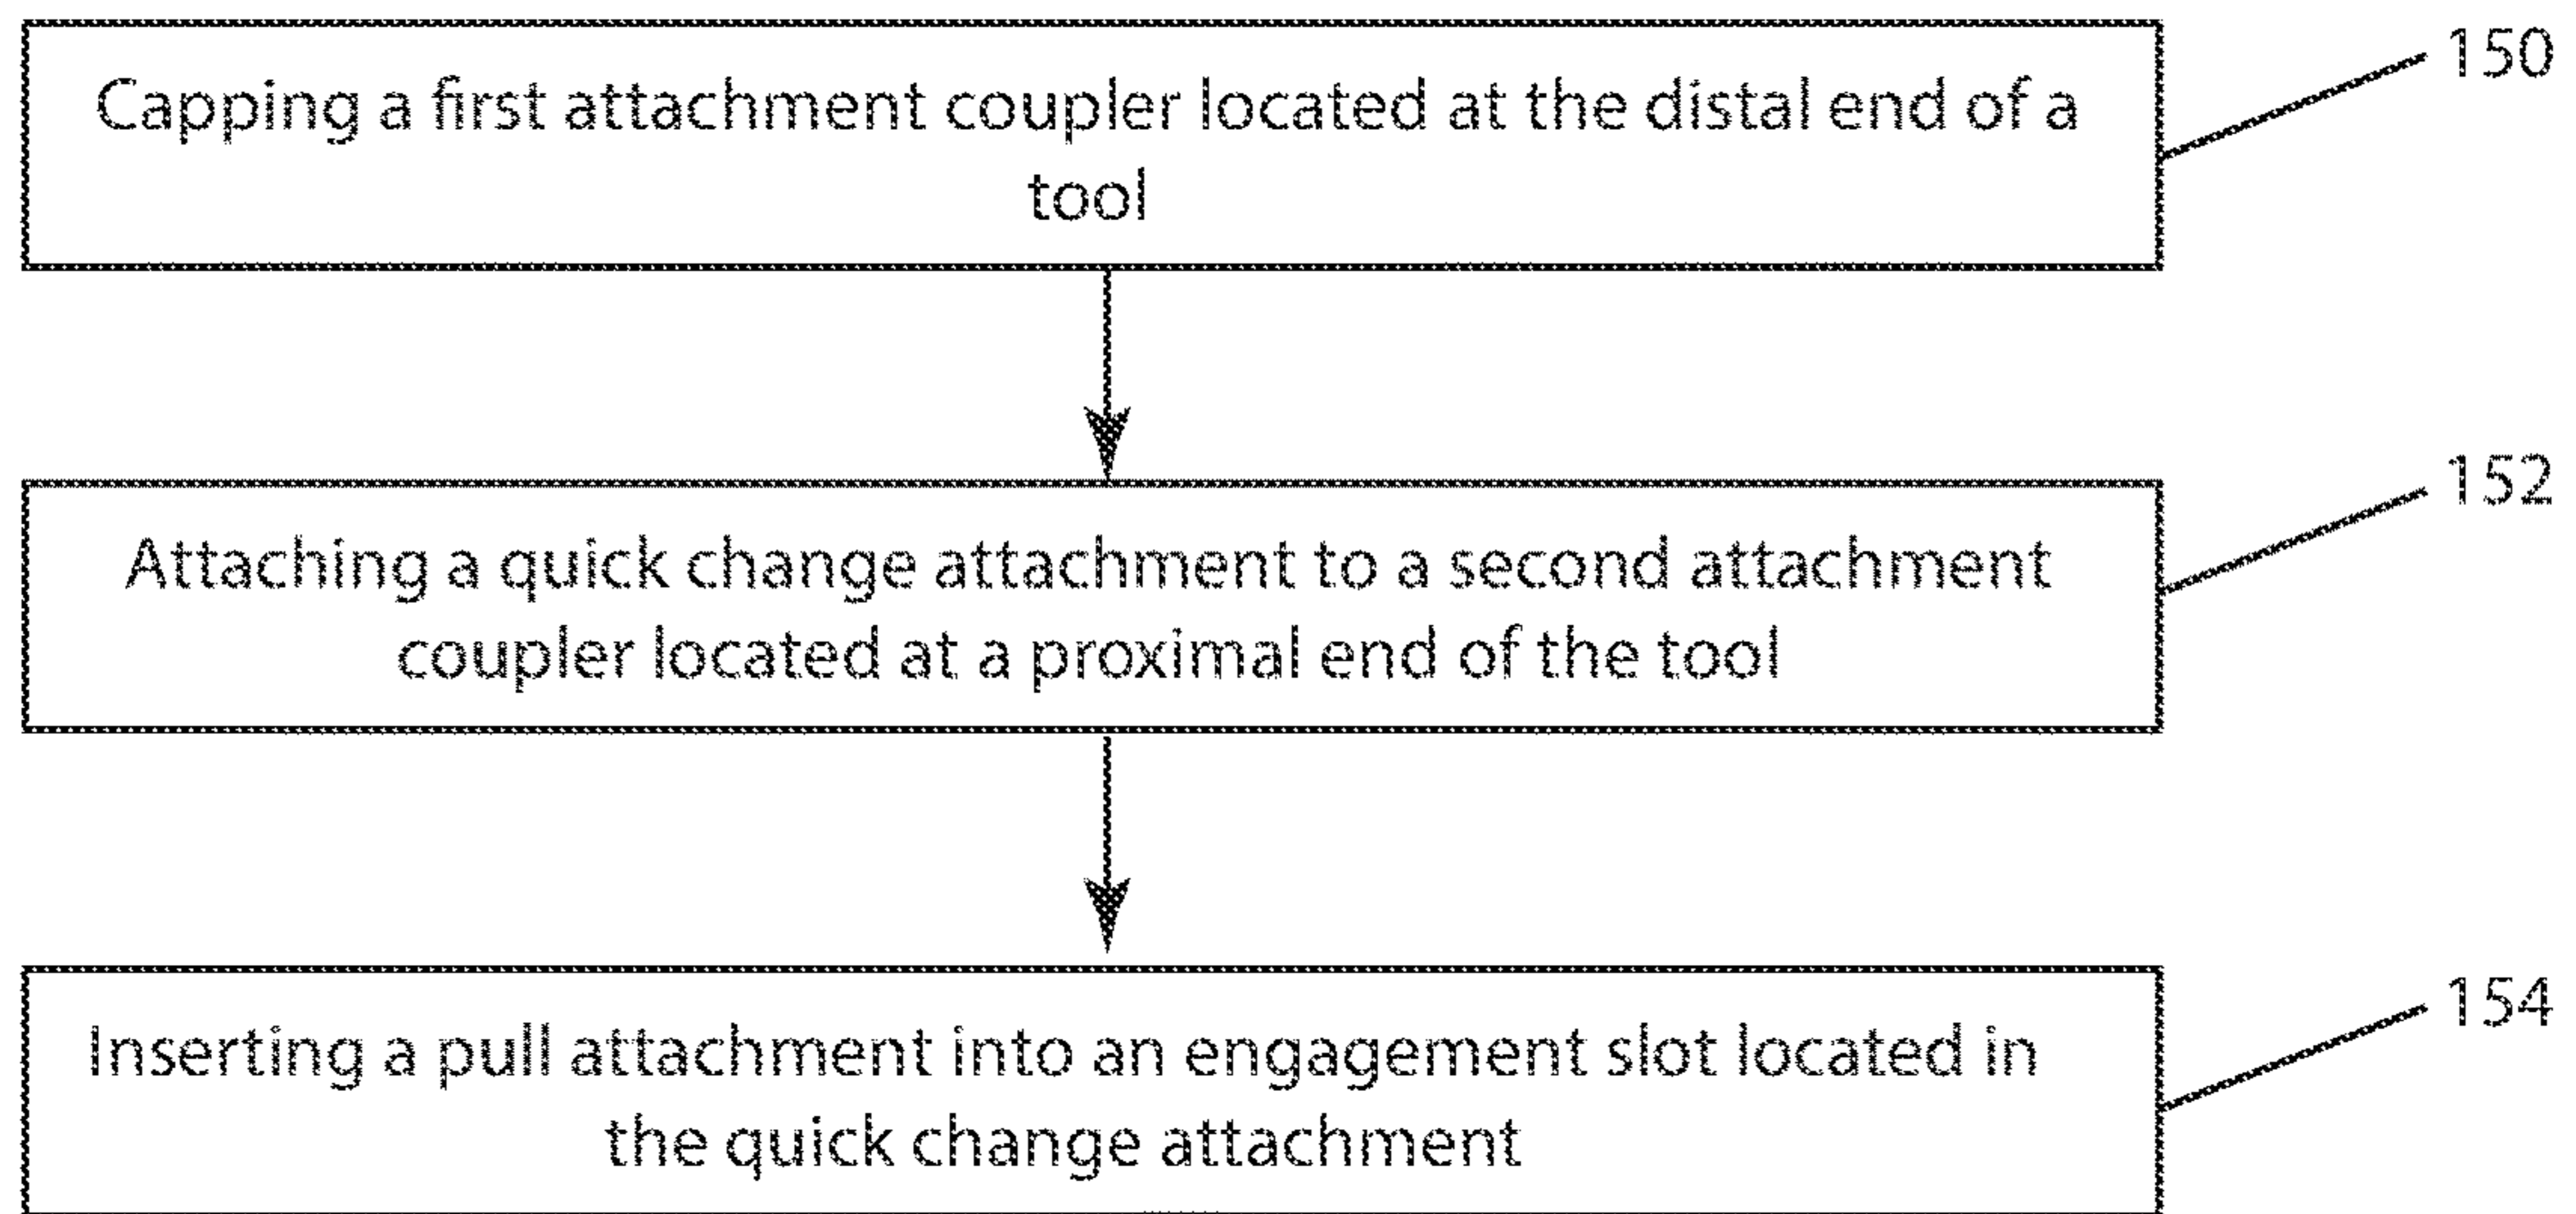 150
Capping a first attachment coupler located at the distal end of a
tool
152
Attaching a quick change attachment to a second attachment
coupler located at a proximal end of the tool
154
Inserting a pull attachment into an engagement slot located in
the quick change attachment